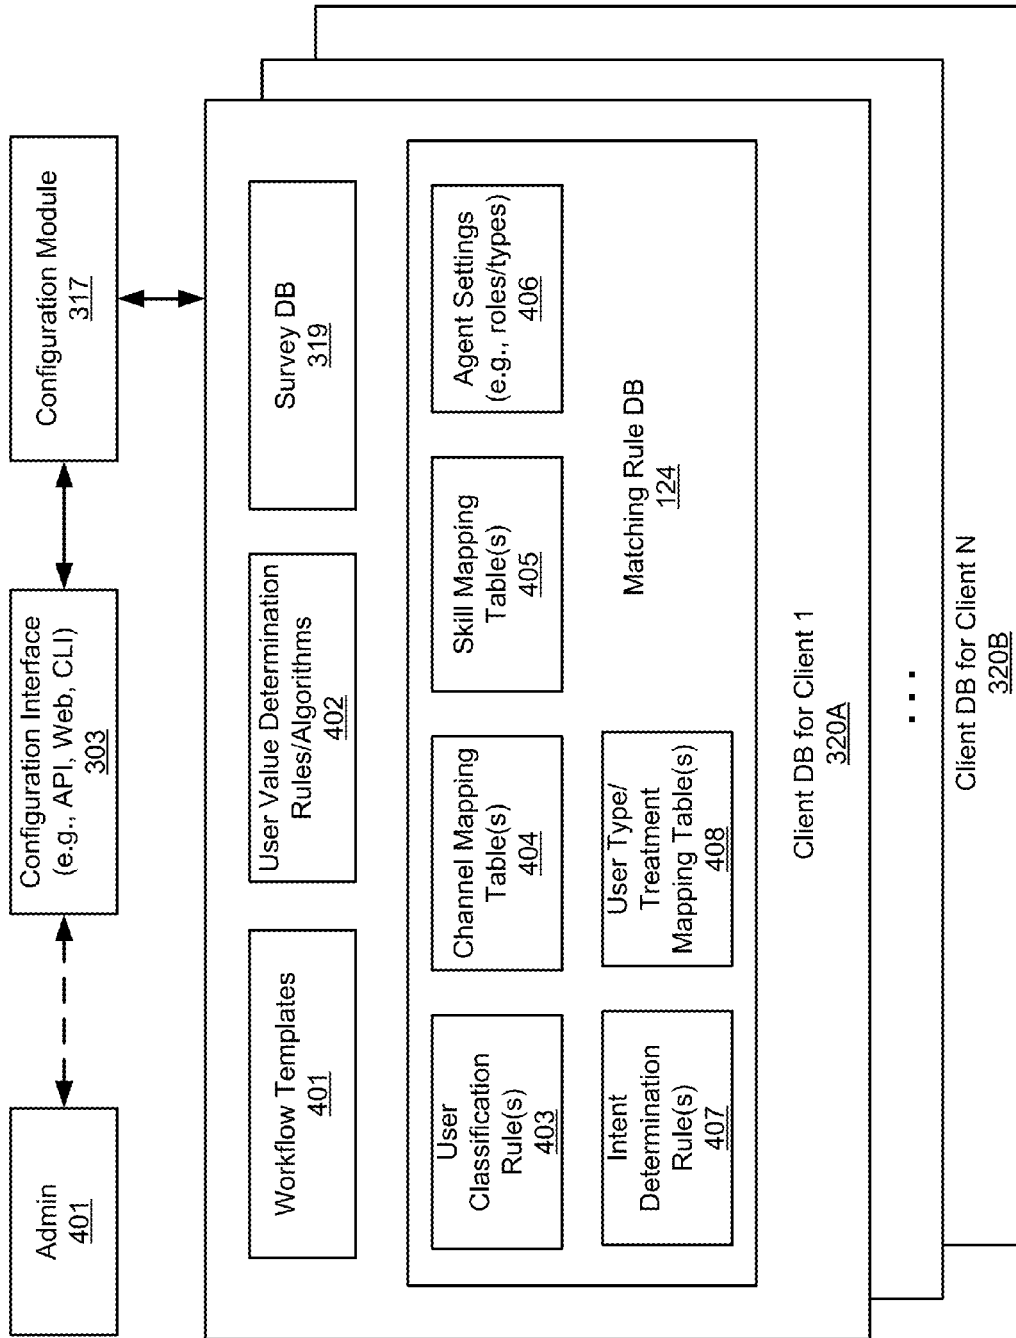 Admin
401
Configuration Interface
(e.g., API, Web, CLI)
303
Configuration Module
317
Workflow Templates
401
User Value Determination
Rules/Algorithms
402
Survey DB
319
User
Classification
Rule(s)
403
Channel Mapping
Table(s)
404
Skill Mapping
Table(s)
405
Agent Settings
(e.g., roles/types)
406
Intent
Determination
Rule(s)
407
User Type/
Treatment
Mapping Table(s)
408
Matching Rule DB
124
Client DB for Client 1
320A
...
Client DB for Client N
320B